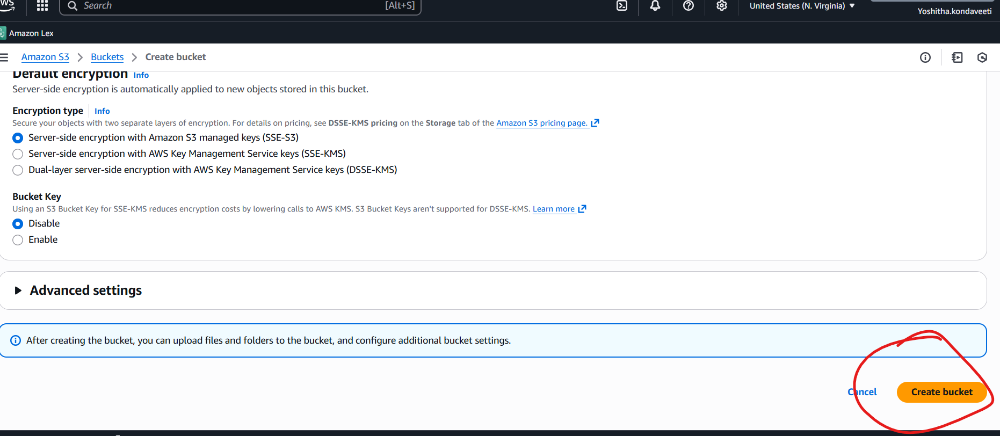 WS
Search [Alt+S]
United States (N. Virginia)
Yoshitha.kondaveeti
Amazon Lex
Amazon S3 > Buckets > Create bucket
Default encryption Info
Server-side encryption is automatically applied to new objects stored in this bucket.
Encryption type Info
Secure your objects with two separate layers of encryption. For details on pricing, see DSSE-KMS pricing on the Storage tab of the Amazon S3 pricing page.
Server-side encryption with Amazon S3 managed keys (SSE-S3)
Server-side encryption with AWS Key Management Service keys (SSE-KMS)
Dual-layer server-side encryption with AWS Key Management Service keys (DSSE-KMS)
Bucket Key
Using an S3 Bucket Key for SSE-KMS reduces encryption costs by lowering calls to AWS KMS. S3 Bucket Keys aren't supported for DSSE-KMS. Learn more
Disable
Enable
Advanced settings
After creating the bucket, you can upload files and folders to the bucket, and configure additional bucket settings.
Cancel Create bucket